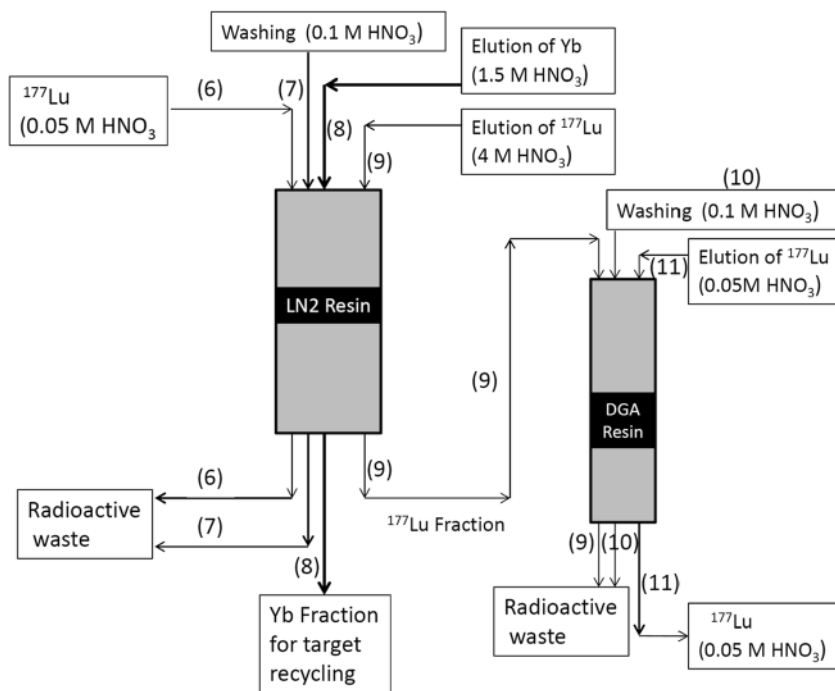 Washing (0.1 M HNO₃)
Elution of Yb
(1.5 M HNO₃)
(6)
(7)
¹⁷⁷Lu
(0.05 M HNO₃
(8)
Elution of ¹⁷⁷Lu
(4 M HNO₃)
(9)
(10)
Washing (0.1 M HNO₃)
(11)
Elution of ¹⁷⁷Lu
(0.05M HNO₃)
LN2 Resin
(9)
DGA
Resin
(6)
(9)
Radioactive
waste
(7)
¹⁷⁷Lu Fraction
(8)
(9)
(10)
(11)
Yb Fraction
for target
recycling
Radioactive
waste
¹⁷⁷Lu
(0.05 M HNO₃)